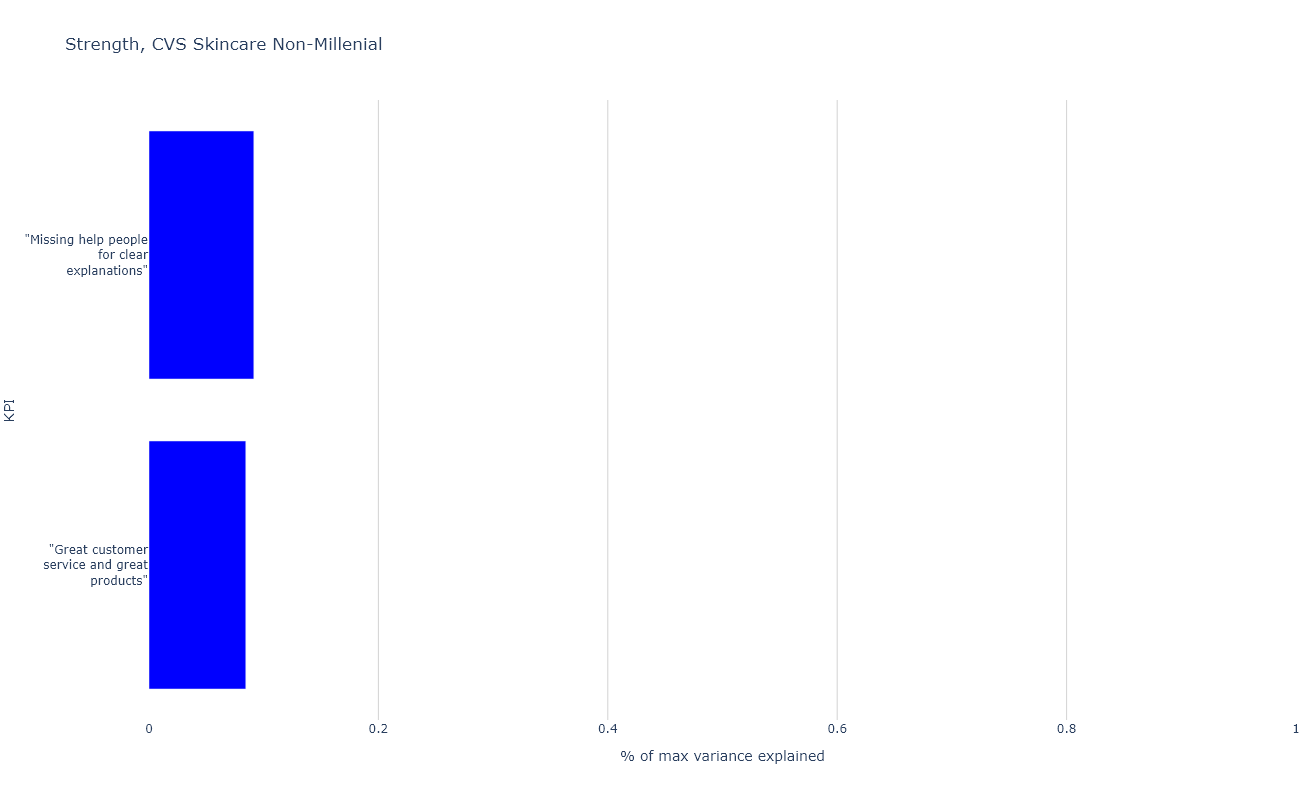 Strength, CVS Skincare Non-Millenial
"Missing help people
for clear
explanations"
KPI
"Great customer
service and great
products"
0
0.2
0.4
0.6
0.8
1
% of max variance explained